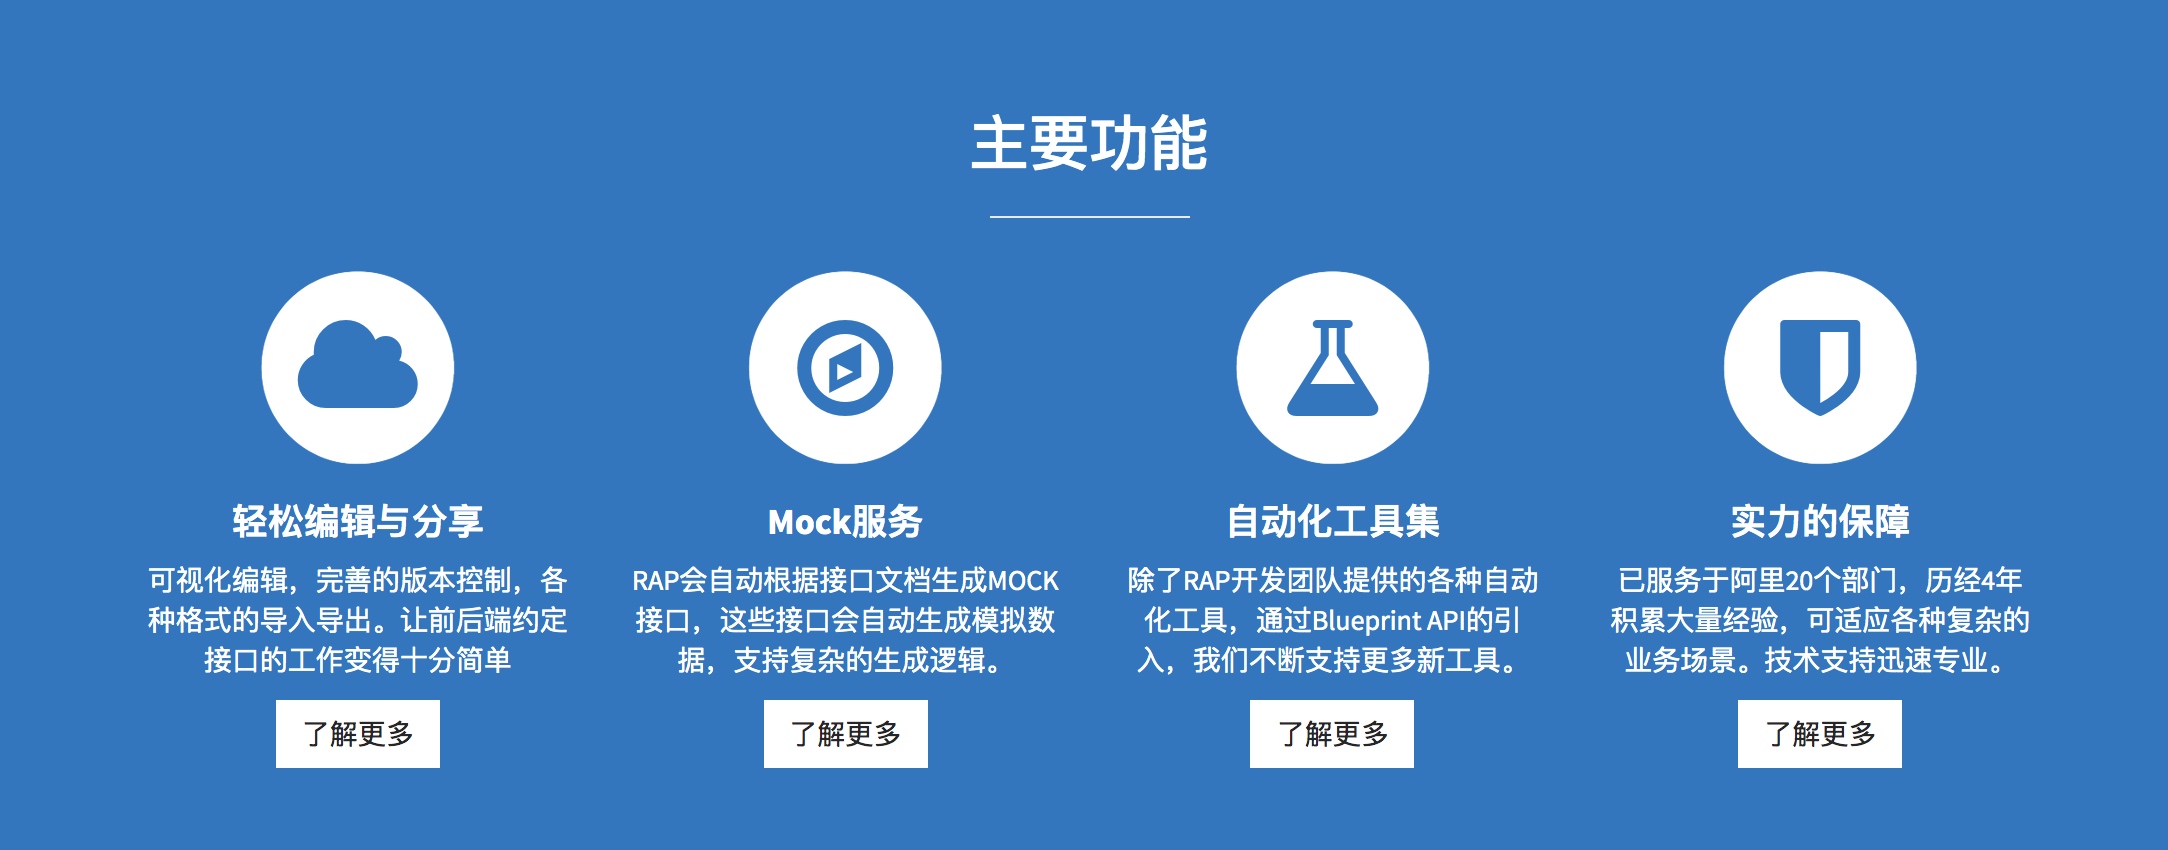 主要功能
轻松编辑与分享
可视化编辑，完善的版本控制，各
种格式的导入导出。让前后端约定
接口的工作变得十分简单
了解更多
Mock服务
RAP会自动根据接口文档生成MOCK
接口，这些接口会自动生成模拟数
据，支持复杂的生成逻辑。
了解更多
自动化工具集
除了RAP开发团队提供的各种自动
化工具，通过Blueprint API的引
入，我们不断支持更多新工具。
了解更多
实力的保障
已服务于阿里20个部门，历经4年
积累大量经验，可适应各种复杂的
业务场景。技术支持迅速专业。
了解更多